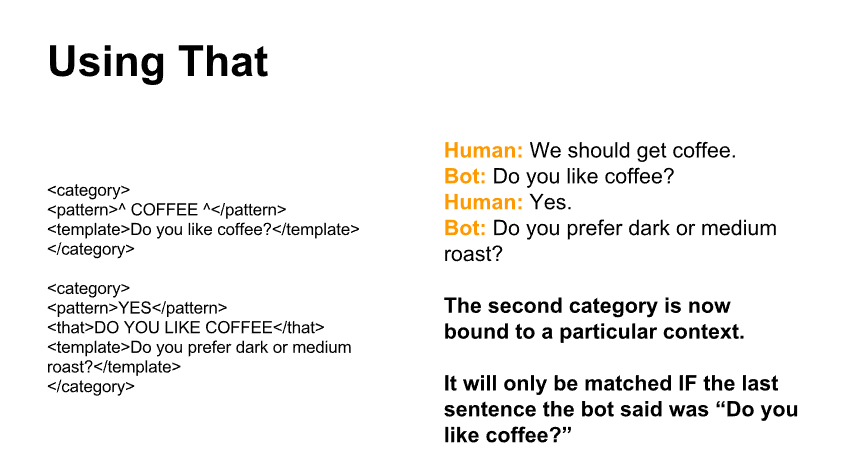 Using That
<category>
<pattern>^ COFFEE ^</pattern>
<template>Do you like coffee?</template>
</category>
<category>
<pattern>YES</pattern>
<that>DO YOU LIKE COFFEE</that>
<template>Do you prefer dark or medium
roast?</template>
</category>
Human: We should get coffee.
Bot: Do you like coffee?
Human: Yes.
Bot: Do you prefer dark or medium
roast?
The second category is now
bound to a particular context.
It will only be matched IF the last
sentence the bot said was “Do you
like coffee?”